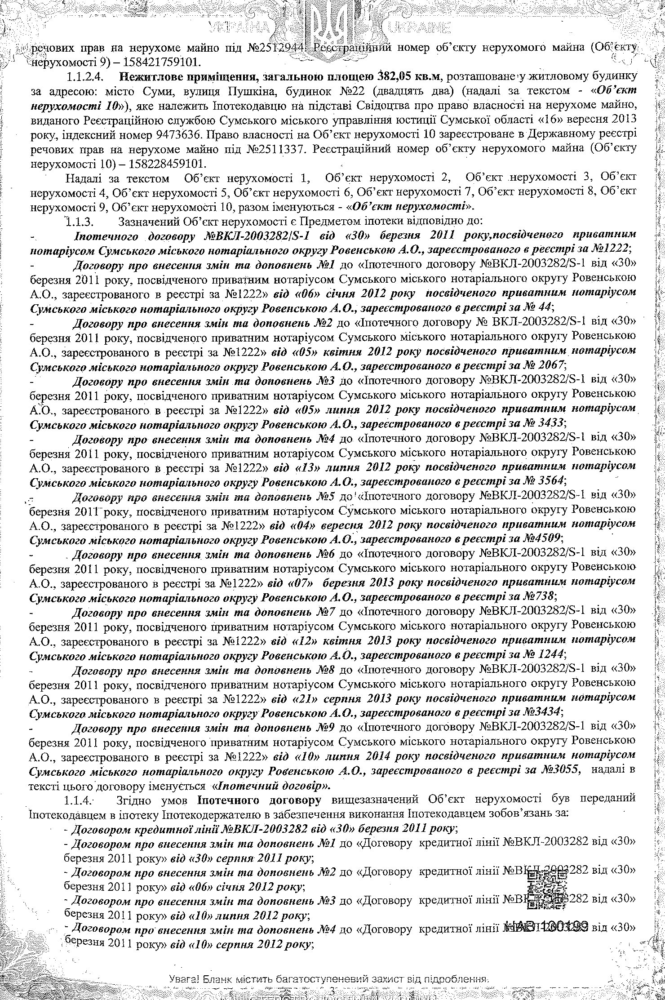 УКРАЇНА UKRAINE
речових прав на нерухоме майно під №2512944. Реєстраційний номер об’єкту нерухомого майна (Об’єкту
нерухомості 9) – 158421759101.
1.1.2.4. Нежитлове приміщення, загальною площею 382,05 кв.м, розташоване у житловому будинку
за адресою: місто Суми, вулиця Пушкіна, будинок №22 (двадцять два) (надалі за текстом - «Об’єкт
нерухомості 10»), яке належить Іпотекодавцю на підставі Свідоцтва про право власності на нерухоме майно,
виданого Реєстраційною службою Сумського міського управління юстиції Сумської області «16» вересня 2013
року, індексний номер 9473636. Право власності на Об’єкт нерухомості 10 зареєстроване в Державному реєстрі
речових прав на нерухоме майно під №2511337. Реєстраційний номер об’єкту нерухомого майна (Об’єкту
нерухомості 10) – 158228459101.
Надалі за текстом Об’єкт нерухомості 1, Об’єкт нерухомості 2, Об’єкт нерухомості 3, Об’єкт
нерухомості 4, Об’єкт нерухомості 5, Об’єкт нерухомості 6, Об’єкт нерухомості 7, Об’єкт нерухомості 8, Об’єкт
нерухомості 9, Об’єкт нерухомості 10, разом іменуються - «Об’єкт нерухомості».
1.1.3. Зазначений Об’єкт нерухомості є Предметом іпотеки відповідно до:
- Іпотечного договору №ВКЛ-2003282/S-1 від «30» березня 2011 року,посвідченого приватним
нотаріусом Сумського міського нотаріального округу Ровенською А.О., зареєстрованого в реєстрі за №1222;
- Договору про внесення змін та доповнень №1 до «Іпотечного договору №ВКЛ-2003282/S-1 від «30»
березня 2011 року, посвідченого приватним нотаріусом Сумського міського нотаріального округу Ровенською
А.О., зареєстрованого в реєстрі за №1222» від «06» січня 2012 року посвідченого приватним нотаріусом
Сумського міського нотаріального округу Ровенською А.О., зареєстрованого в реєстрі за № 44;
- Договору про внесення змін та доповнень №2 до «Іпотечного договору № ВКЛ-2003282/S-1 від «30»
березня 2011 року, посвідченого приватним нотаріусом Сумського міського нотаріального округу Ровенською
А.О., зареєстрованого в реєстрі за №1222» від «05» квітня 2012 року посвідченого приватним нотаріусом
Сумського міського нотаріального округу Ровенською А.О., зареєстрованого в реєстрі за № 2067;
- Договору про внесення змін та доповнень №3 до «Іпотечного договору №ВКЛ-2003282/S-1 від «30»
березня 2011 року, посвідченого приватним нотаріусом Сумського міського нотаріального округу Ровенською
А.О., зареєстрованого в реєстрі за №1222» від «05» липня 2012 року посвідченого приватним нотаріусом
Сумського міського нотаріального округу Ровенською А.О., зареєстрованого в реєстрі за № 3433;
- Договору про внесення змін та доповнень №4 до «Іпотечного договору №ВКЛ-2003282/S-1 від «30»
березня 2011 року, посвідченого приватним нотаріусом Сумського міського нотаріального округу Ровенською
А.О., зареєстрованого в реєстрі за №1222» від «13» липня 2012 року посвідченого приватним нотаріусом
Сумського міського нотаріального округу Ровенською А.О., зареєстрованого в реєстрі за № 3564;
- Договору про внесення змін та доповнень №5 до «Іпотечного договору №ВКЛ-2003282/S-1 від «30»
березня 2011 року, посвідченого приватним нотаріусом Сумського міського нотаріального округу Ровенською
А.О., зареєстрованого в реєстрі за №1222» від «04» вересня 2012 року посвідченого приватним нотаріусом
Сумського міського нотаріального округу Ровенською А.О., зареєстрованого в реєстрі за №4509;
- Договору про внесення змін та доповнень №6 до «Іпотечного договору №ВКЛ-2003282/S-1 від «30»
березня 2011 року, посвідченого приватним нотаріусом Сумського міського нотаріального округу Ровенською
А.О., зареєстрованого в реєстрі за №1222» від «07» березня 2013 року посвідченого приватним нотаріусом
Сумського міського нотаріального округу Ровенською А.О., зареєстрованого в реєстрі за №738;
- Договору про внесення змін та доповнень №7 до «Іпотечного договору №ВКЛ-2003282/S-1 від «30»
березня 2011 року, посвідченого приватним нотаріусом Сумського міського нотаріального округу Ровенською
А.О., зареєстрованого в реєстрі за №1222» від «12» квітня 2013 року посвідченого приватним нотаріусом
Сумського міського нотаріального округу Ровенською А.О., зареєстрованого в реєстрі за № 1244;
- Договору про внесення змін та доповнень №8 до «Іпотечного договору №ВКЛ-2003282/S-1 від «30»
березня 2011 року, посвідченого приватним нотаріусом Сумського міського нотаріального округу Ровенською
А.О., зареєстрованого в реєстрі за №1222» від «21» серпня 2013 року посвідченого приватним нотаріусом
Сумського міського нотаріального округу Ровенською А.О., зареєстрованого в реєстрі за №3434;
- Договору про внесення змін та доповнень №9 до «Іпотечного договору №ВКЛ-2003282/S-1 від «30»
березня 2011 року, посвідченого приватним нотаріусом Сумського міського нотаріального округу Ровенською
А.О., зареєстрованого в реєстрі за №1222» від «10» липня 2014 року посвідченого приватним нотаріусом
Сумського міського нотаріального округу Ровенською А.О., зареєстрованого в реєстрі за №3055, надалі в
тексті цього договору іменується «Іпотечний договір».
1.1.4. Згідно умов Іпотечного договору вищезазначений Об’єкт нерухомості був переданий
Іпотекодавцем в іпотеку Іпотекодержателю в забезпечення виконання Іпотекодавцем зобов’язань за:
- Договором кредитної лінії №ВКЛ-2003282 від «30» березня 2011 року;
- Договором про внесення змін та доповнень №1 до «Договору кредитної лінії №ВКЛ-2003282 від «30»
березня 2011 року» від «30» серпня 2011 року;
- Договором про внесення змін та доповнень №2 до «Договору кредитної лінії №ВКЛ-2003282 від «30»
березня 2011 року» від «06» січня 2012 року;
- Договором про внесення змін та доповнень №3 до «Договору кредитної лінії №ВКЛ-2003282 від «30»
березня 2011 року» від «10» липня 2012 року;
- Договором про внесення змін та доповнень №4 до «Договору кредитної лінії №ВКЛ-2003282 від «30»
НАВ 100199
березня 2011 року» від «10» серпня 2012 року;
Увага! Бланк містить багатоступеневий захист від підроблення.
3